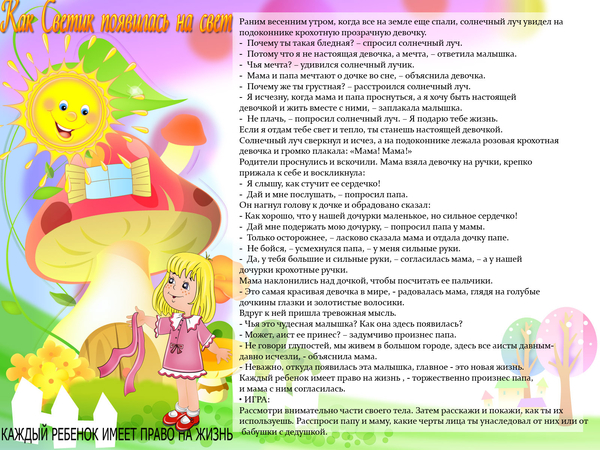 Как Светик появилась на свет
Раним весенним утром, когда все на земле еще спали, солнечный луч увидел на
подоконнике крохотную прозрачную девочку.
- Почему ты такая бледная? – спросил солнечный луч.
- Потому что я не настоящая девочка, а мечта, – ответила малышка.
- Чья мечта? – удивился солнечный лучик.
- Мама и папа мечтают о дочке во сне, – объяснила девочка.
- Почему же ты грустная? – расстроился солнечный луч.
- Я исчезну, когда мама и папа проснуться, а я хочу быть настоящей
девочкой и жить вместе с ними, – заплакала малышка.
- Не плачь, – попросил солнечный луч. – Я подарю тебе жизнь.
Если я отдам тебе свет и тепло, ты станешь настоящей девочкой.
Солнечный луч сверкнул и исчез, а на подоконнике лежала розовая крохотная
девочка и громко плакала: «Мама! Мама!»
Родители проснулись и вскочили. Мама взяла девочку на ручки, крепко
прижала к себе и воскликнула:
- Я слышу, как стучит ее сердечко!
- Дай и мне послушать, – попросил папа.
Он нагнул голову к дочке и обрадовано сказал:
- Как хорошо, что у нашей дочурки маленькое, но сильное сердечко!
- Дай мне подержать мою дочурку, – попросил папа у мамы.
- Только осторожнее, – ласково сказала мама и отдала дочку папе.
- Не бойся, – усмехнулся папа, – у меня сильные руки.
- Да, у тебя большие и сильные руки, – согласилась мама, – а у нашей
дочурки крохотные ручки.
Мама наклонились над дочкой, чтобы посчитать ее пальчики.
- Это самая красивая девочка в мире, - радовалась мама, глядя на голубые
дочкины глазки и золотистые волосики.
Вдруг к ней пришла тревожная мысль.
- Чья это чудесная малышка? Как она здесь появилась?
- Может, аист ее принес? – задумчиво произнес папа.
- Не говори глупостей, мы живем в большом городе, здесь все аисты давным-
давно исчезли, - объяснила мама.
- Неважно, откуда появилась эта малышка, главное - это новая жизнь.
Каждый ребенок имеет право на жизнь , - торжественно произнес папа,
и мама с ним согласилась.
• ИГРА:
Рассмотри внимательно части своего тела. Затем расскажи и покажи, как ты их
используешь. Расспроси папу и маму, какие черты лица ты унаследовал от них или от
бабушки с дедушкой.
КАЖДЫЙ РЕБЕНОК ИМЕЕТ ПРАВО НА ЖИЗНЬ